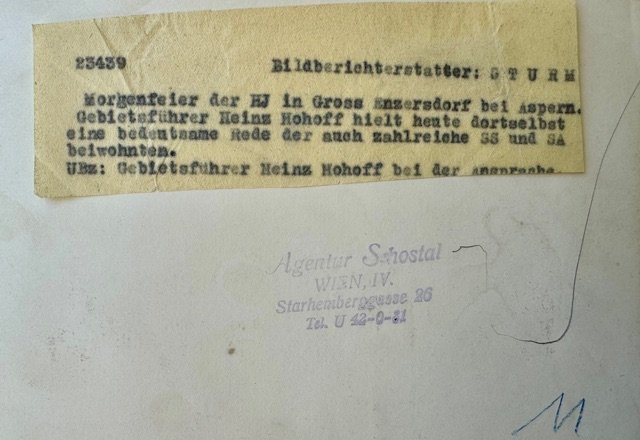 23439 Bildberichterstatter: S T U R M
Morgenfeier der HJ in Gross Enzersdorf bei Aspern.
Gebietsführer Heinz Hohoff hielt heute dortselbst
eine bedeutsame Rede der auch zahlreiche SS und SA
beiwohnten.
UBz: Gebietsführer Heinz Hohoff bei der Ansprache.
Agentur Schostal
WIEN, IV.
Starhemberggasse 26
Tel. U 42-0-81